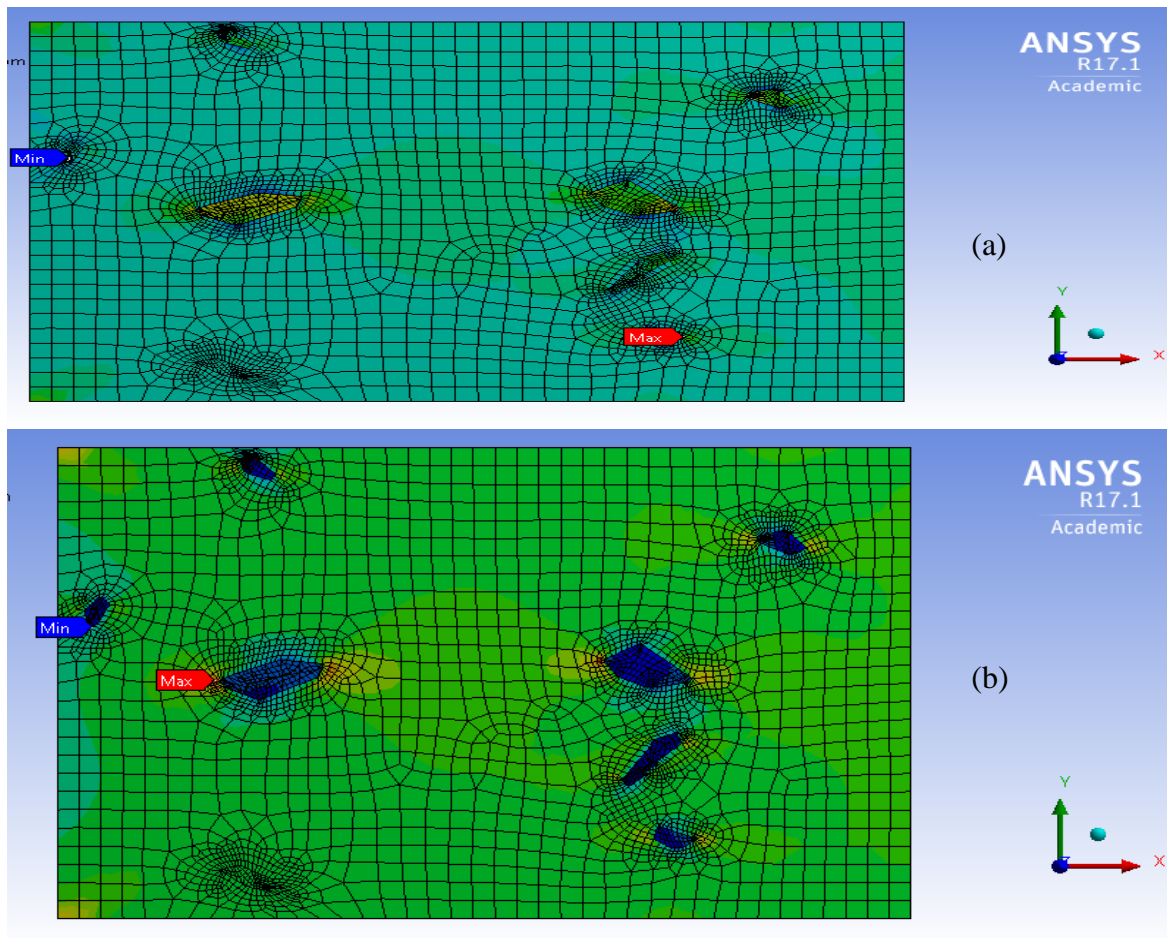 ANSYS
R17.1
Academic
Min
(a)
Max
Y
X
ANSYS
R17.1
Academic
Min
Max
(b)
Y
X